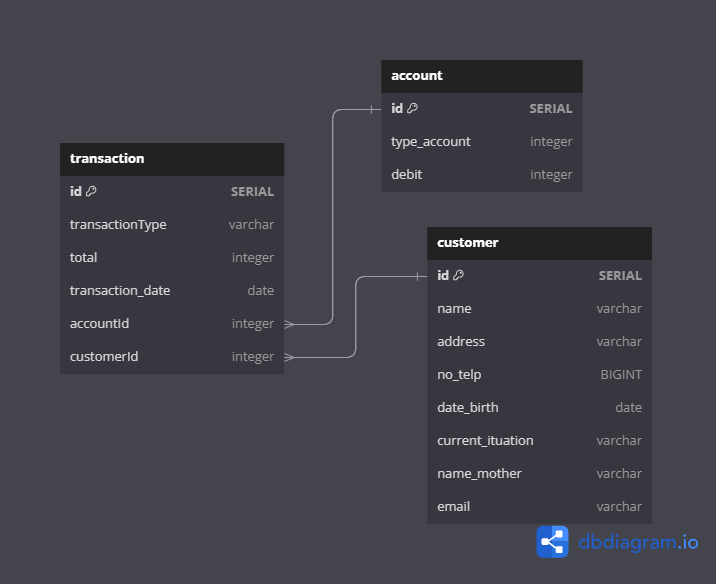 transaction
id SERIAL
transactionType varchar
total integer
transaction_date date
accountId integer
customerId integer
account
id SERIAL
type_account integer
debit integer
customer
id SERIAL
name varchar
address varchar
no_telp BIGINT
date_birth date
current_ituation varchar
name_mother varchar
email varchar
dbdiagram.io